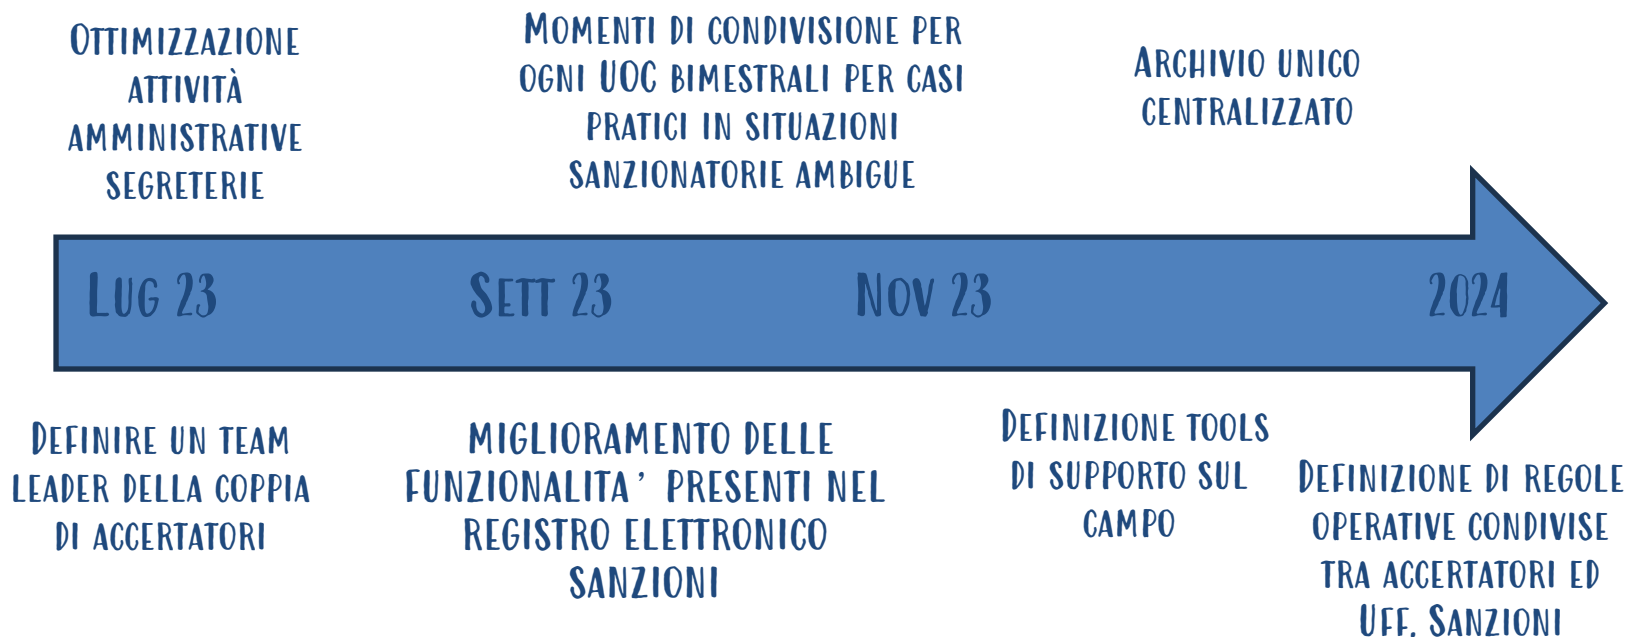 Ottimizzazione
attività
amministrative
segreterie
Momenti di condivisione per
ogni UOC bimestrali per casi
pratici in situazioni
sanzionatorie ambigue
Archivio unico
centralizzato
Lug 23
Sett 23
Nov 23
2024
Definire un team
leader della coppia
di accertatori
MIGLIORAMENTO DELLE
FUNZIONALITA' PRESENTI NEL
REGISTRO ELETTRONICO
SANZIONI
Definizione tools
di supporto sul
campo
Definizione di regole
operative condivise
tra accertatori ed
Uff. Sanzioni